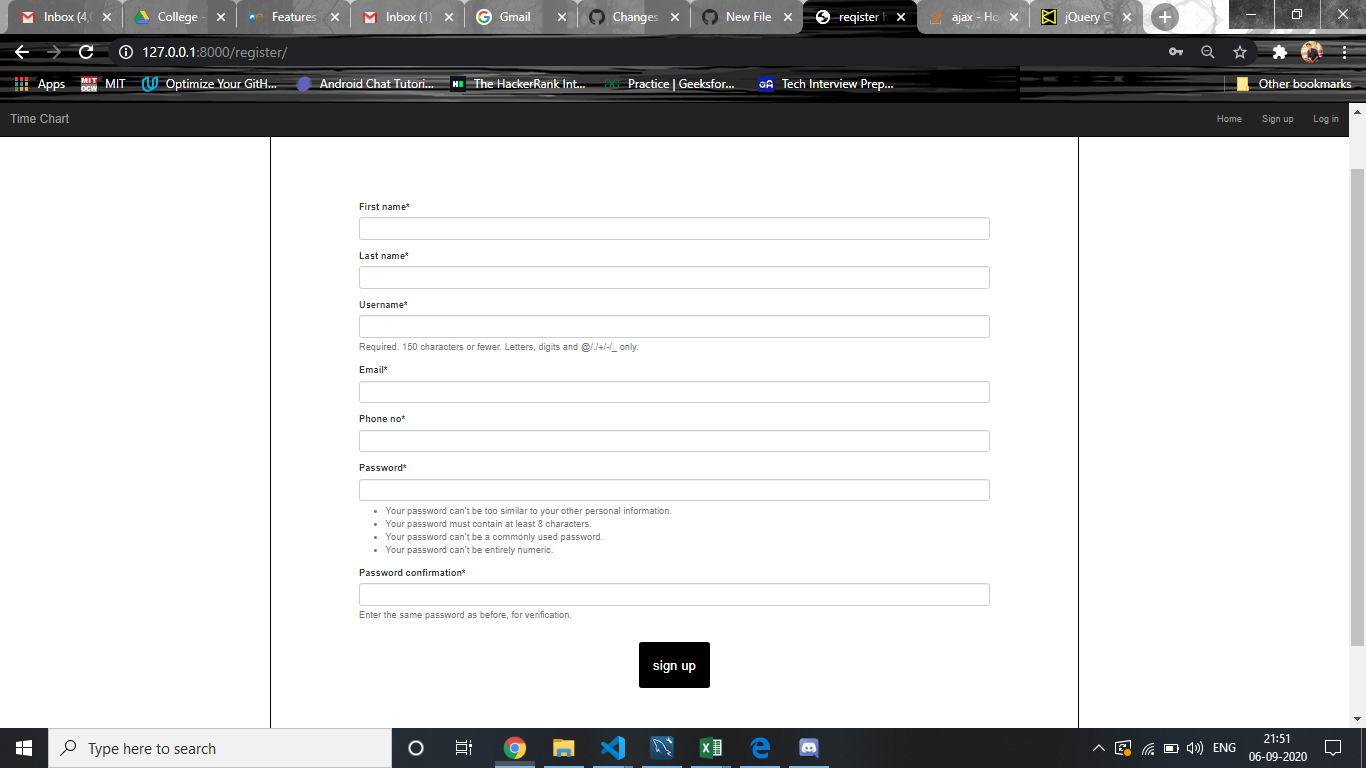 Inbox (4,0
College -
Features
Inbox (1)
Gmail
Changes
New File
reqister h
ajax - Ho
jQuery C
127.0.0.1:8000/register/
Apps
MIT OCW
MIT
Optimize Your GitH...
Android Chat Tutori...
The HackerRank Int...
Practice | Geeksfor...
Tech Interview Prep...
Other bookmarks
Time Chart
Home
Sign up
Log in
First name*
Last name*
Username*
Required. 150 characters or fewer. Letters, digits and @/./+/-/_ only.
Email*
Phone no*
Password*
Your password can't be too similar to your other personal information.
Your password must contain at least 8 characters.
Your password can't be a commonly used password.
Your password can't be entirely numeric.
Password confirmation*
Enter the same password as before, for verification.
sign up
Type here to search
ENG
21:51
06-09-2020